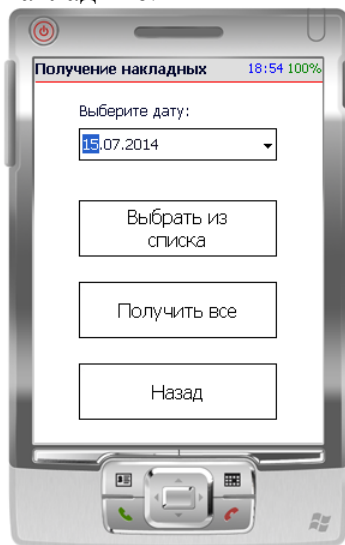 Получение накладных 18:54 100%
Выберите дату:
15.07.2014
Выбрать из
списка
Получить все
Назад